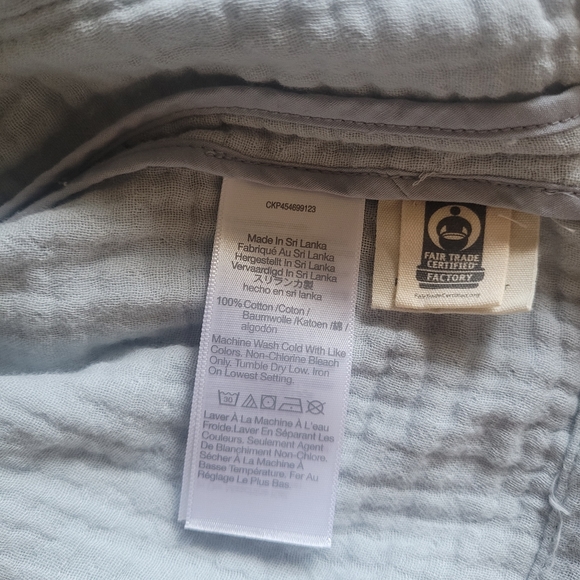 CKP454699123
Made In Sri Lanka
Fabriqué Au Sri Lanka
Hergestellt In Sri Lanka
Vervaardigd In Sri Lanka
スリランカ製
hecho en sri lanka
100% Cotton /Coton /
Baumwolle /Katoen /綿 /
algodón
Machine Wash Cold With Like
Colors. Non-Chlorine Bleach
Only. Tumble Dry Low. Iron
On Lowest Setting.
30
Laver À La Machine À L'eau
Froide.Laver En Séparant Les
Couleurs. Seulement Agent
De Blanchiment Non-Chlore.
Sécher À La Machine À
Basse Température. Fer Au
Réglage Le Plus Bas.
FAIR TRADE
CERTIFIED™
FACTORY
FairTradeCertified.org